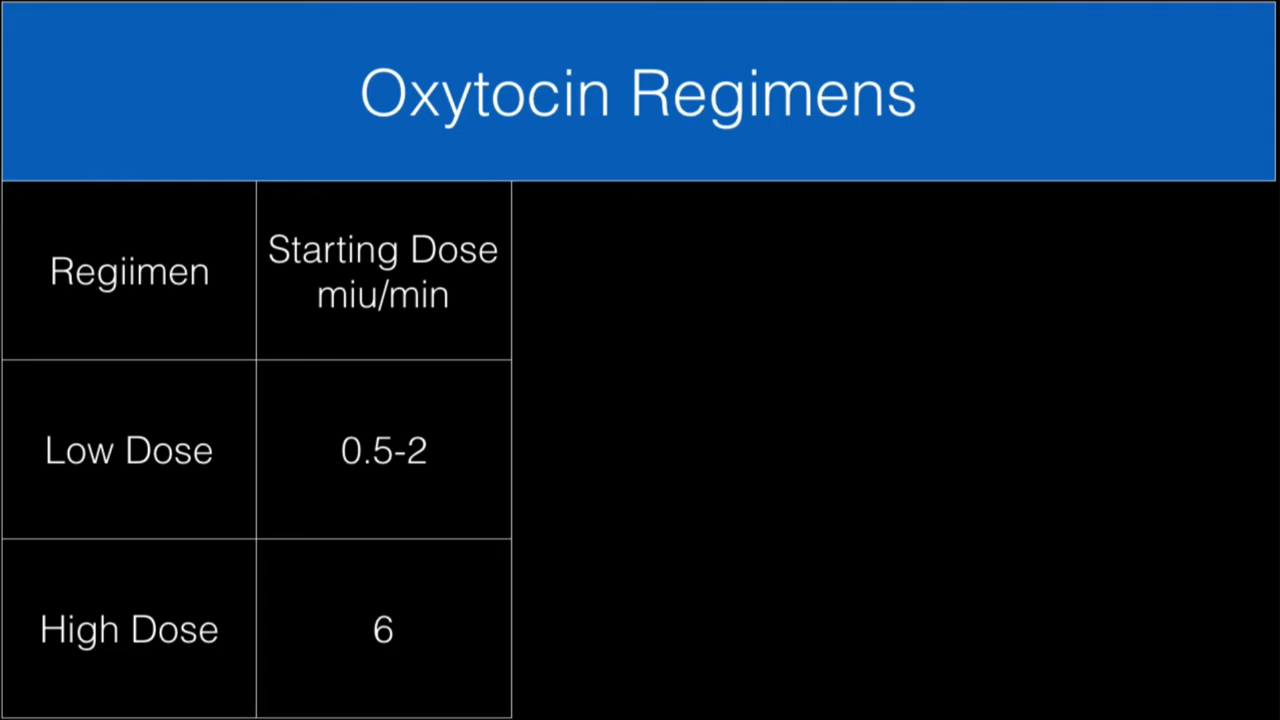 Oxytocin Regimens
Regiimen
Starting Dose
miu/min
Low Dose
0.5-2
High Dose
6